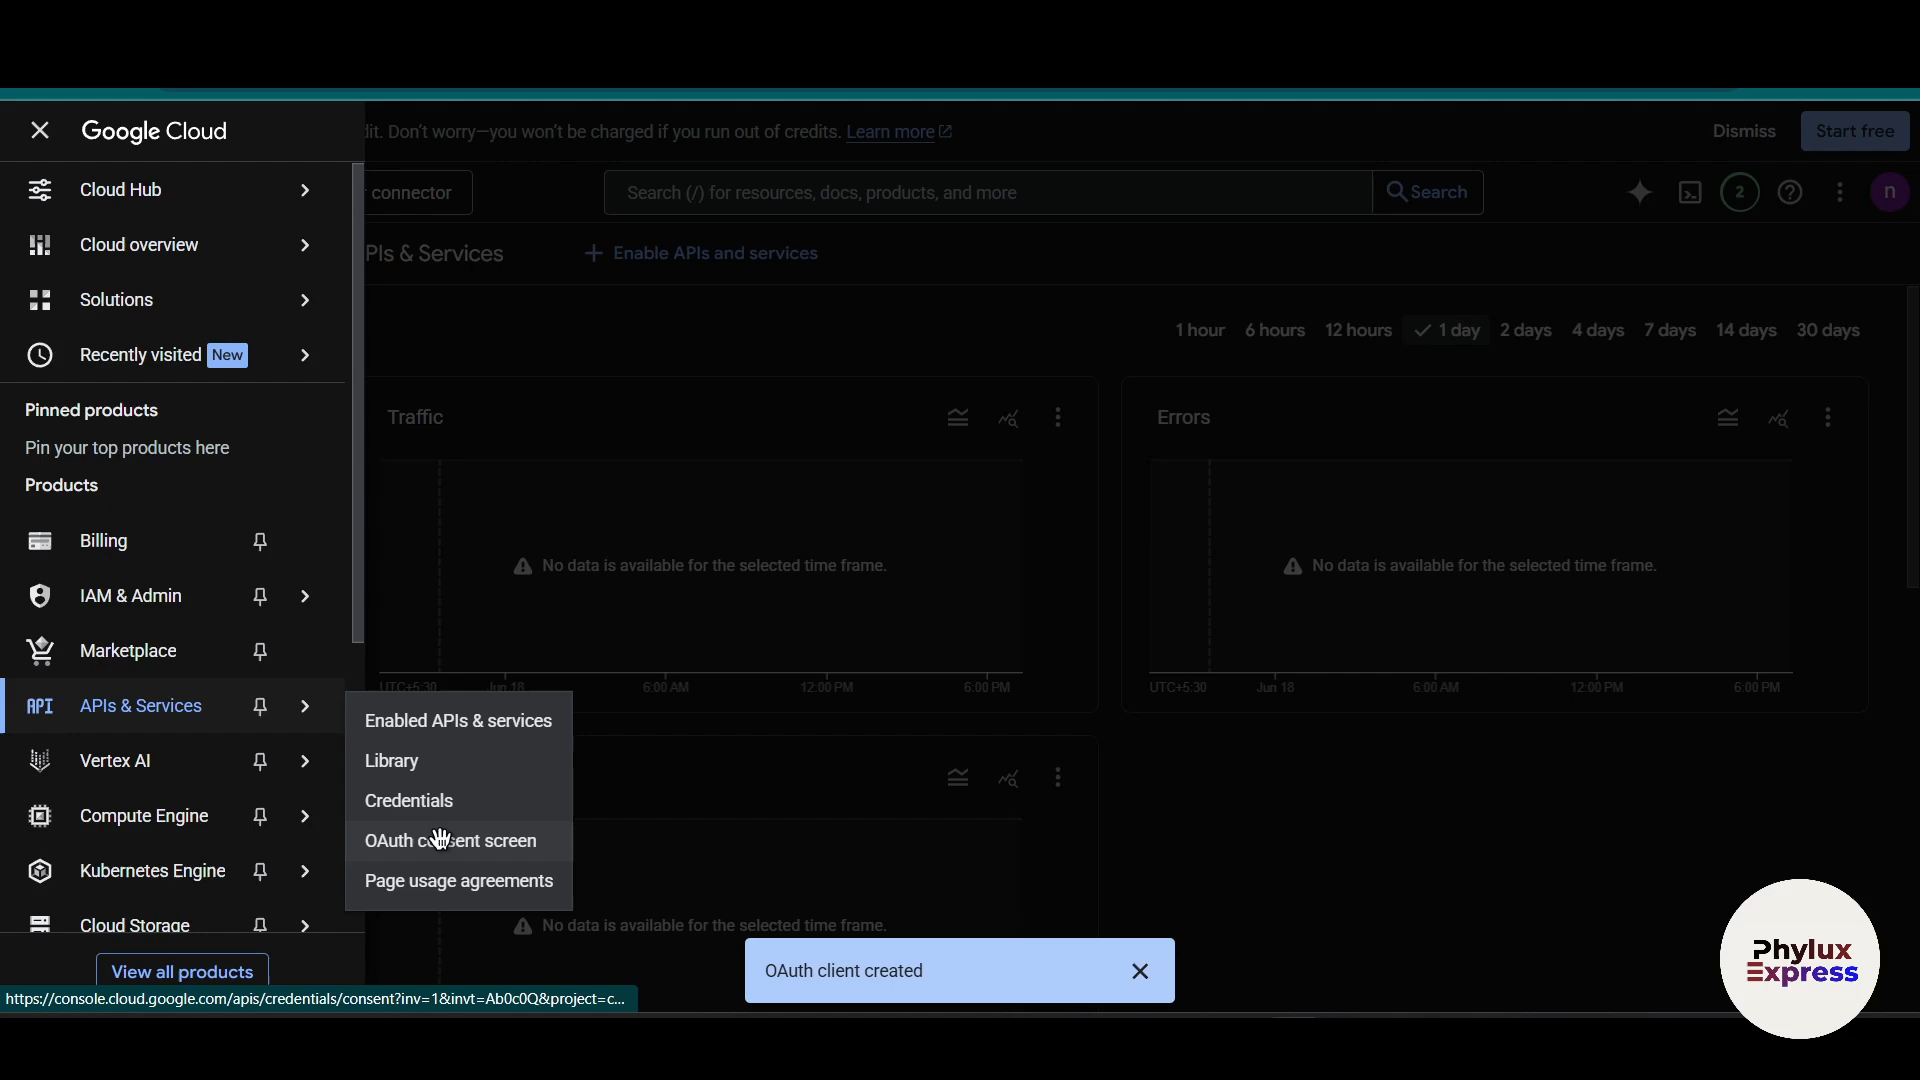 Google Cloud
dit. Don't worry—you won't be charged if you run out of credits. Learn more
Dismiss
Start free
Cloud Hub
connector
Search (/) for resources, docs, products, and more
Search
2
n
Cloud overview
PIs & Services
Enable APIs and services
Solutions
1 hour
6 hours
12 hours
1 day
2 days
4 days
7 days
14 days
30 days
Recently visited New
Pinned products
Pin your top products here
Products
Traffic
Errors
Billing
No data is available for the selected time frame.
No data is available for the selected time frame.
IAM & Admin
Marketplace
UTC+5:30
Jun 18
6:00 AM
12:00 PM
6:00 PM
UTC+5:30
Jun 18
6:00 AM
12:00 PM
6:00 PM
API APIs & Services
Enabled APIs & services
Library
Credentials
OAuth consent screen
Page usage agreements
Vertex AI
Compute Engine
Kubernetes Engine
Cloud Storage
No data is available for the selected time frame.
View all products
OAuth client created
https://console.cloud.google.com/apis/credentials/consent?inv=1&invt=Ab0c0Q&project=c...
Phylux
Express